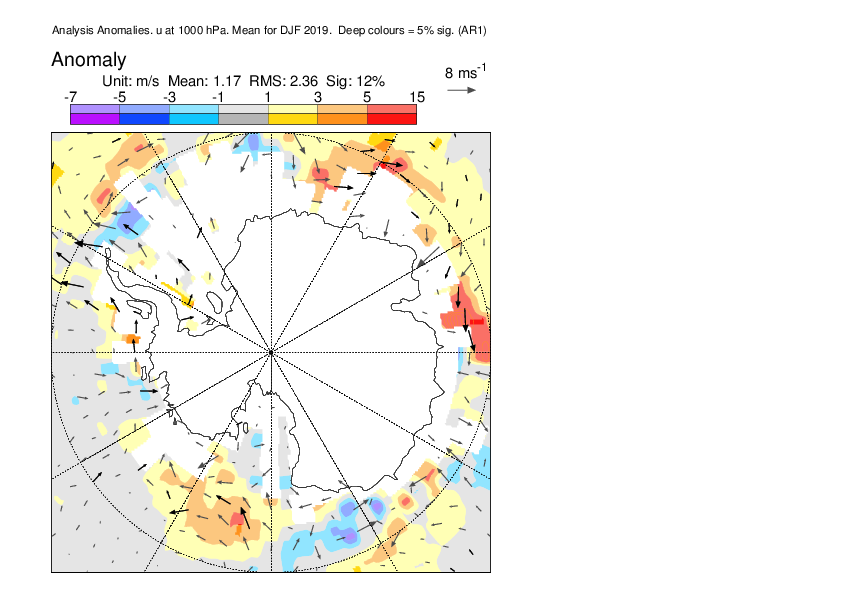 Analysis Anomalies. u at 1000 hPa. Mean for DJF 2019.  Deep colours = 5% sig. (AR1)
Anomaly
8 ms-1
Unit: m/s  Mean: 1.17  RMS: 2.36  Sig: 12%
-7 -5 -3 -1 1 3 5 15